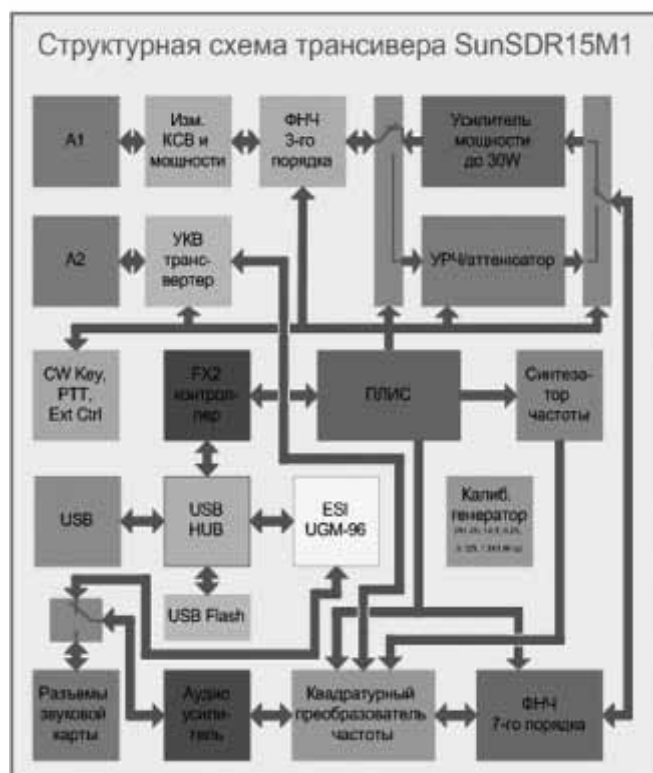 Структурная схема трансивера SunSDR15M1
A1
Изм.
КСВ и
мощности
ФНЧ
3-го
порядка
Усилитель
мощности
до 30W
A2
УКВ
транс-
вертер
УРЧ/аттенюатор
CW Key,
PTT,
Ext Ctrl
FX2
контрол-
лер
ПЛИС
Синтеза-
тор
частоты
USB
USB
HUB
ESI
UGM-96
Калиб.
генератор
USB Flash
Разъемы
звуковой
карты
Аудио
усили-
тель
Квадратурный
преобразователь
частоты
ФНЧ
7-го порядка